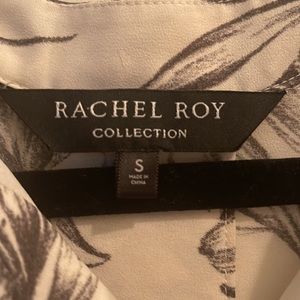 RACHEL ROY
COLLECTION
S
MADE IN
CHINA